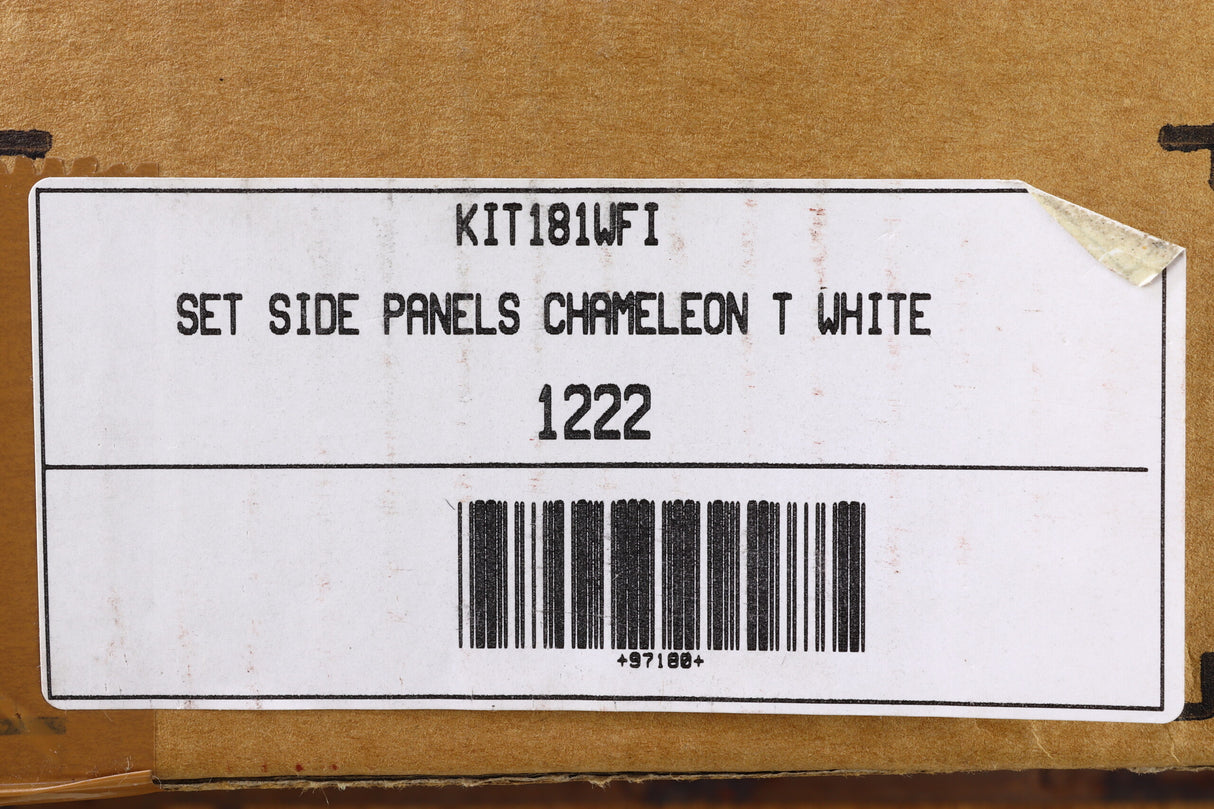 KIT181WFI
SET SIDE PANELS CHAMELEON T WHITE
1222
+97180+